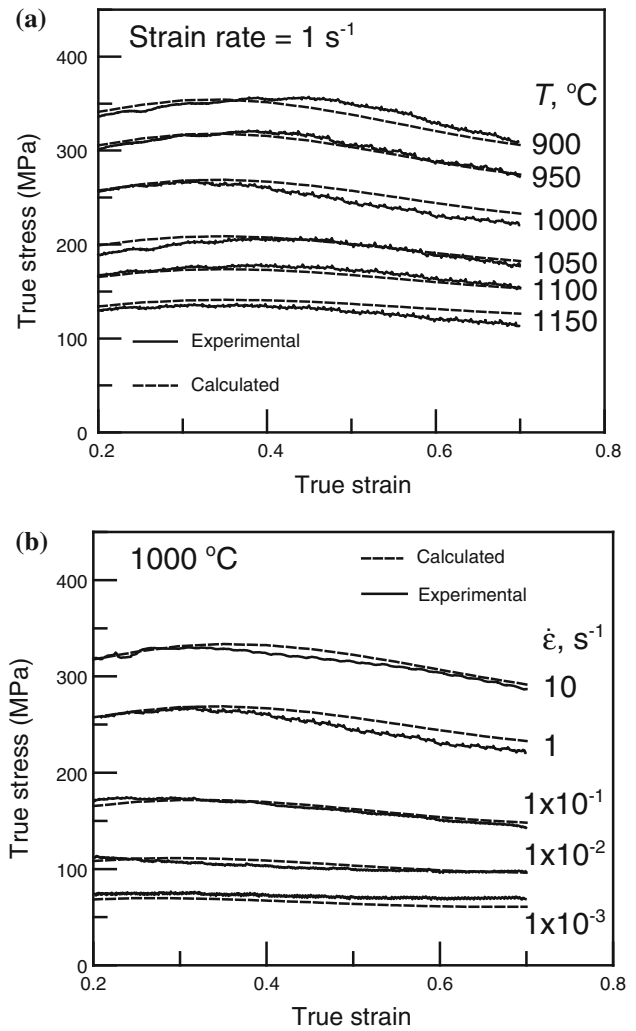 (a)
Strain rate = 1 s⁻¹
T, °C
400
300
200
100
0
True stress (MPa)
900
950
1000
1050
1100
1150
Experimental
Calculated
0.2
0.4
0.6
0.8
True strain
(b)
1000 °C
Calculated
Experimental
ε̇, s⁻¹
400
300
200
100
0
True stress (MPa)
10
1
1x10⁻¹
1x10⁻²
1x10⁻³
0.2
0.4
0.6
0.8
True strain